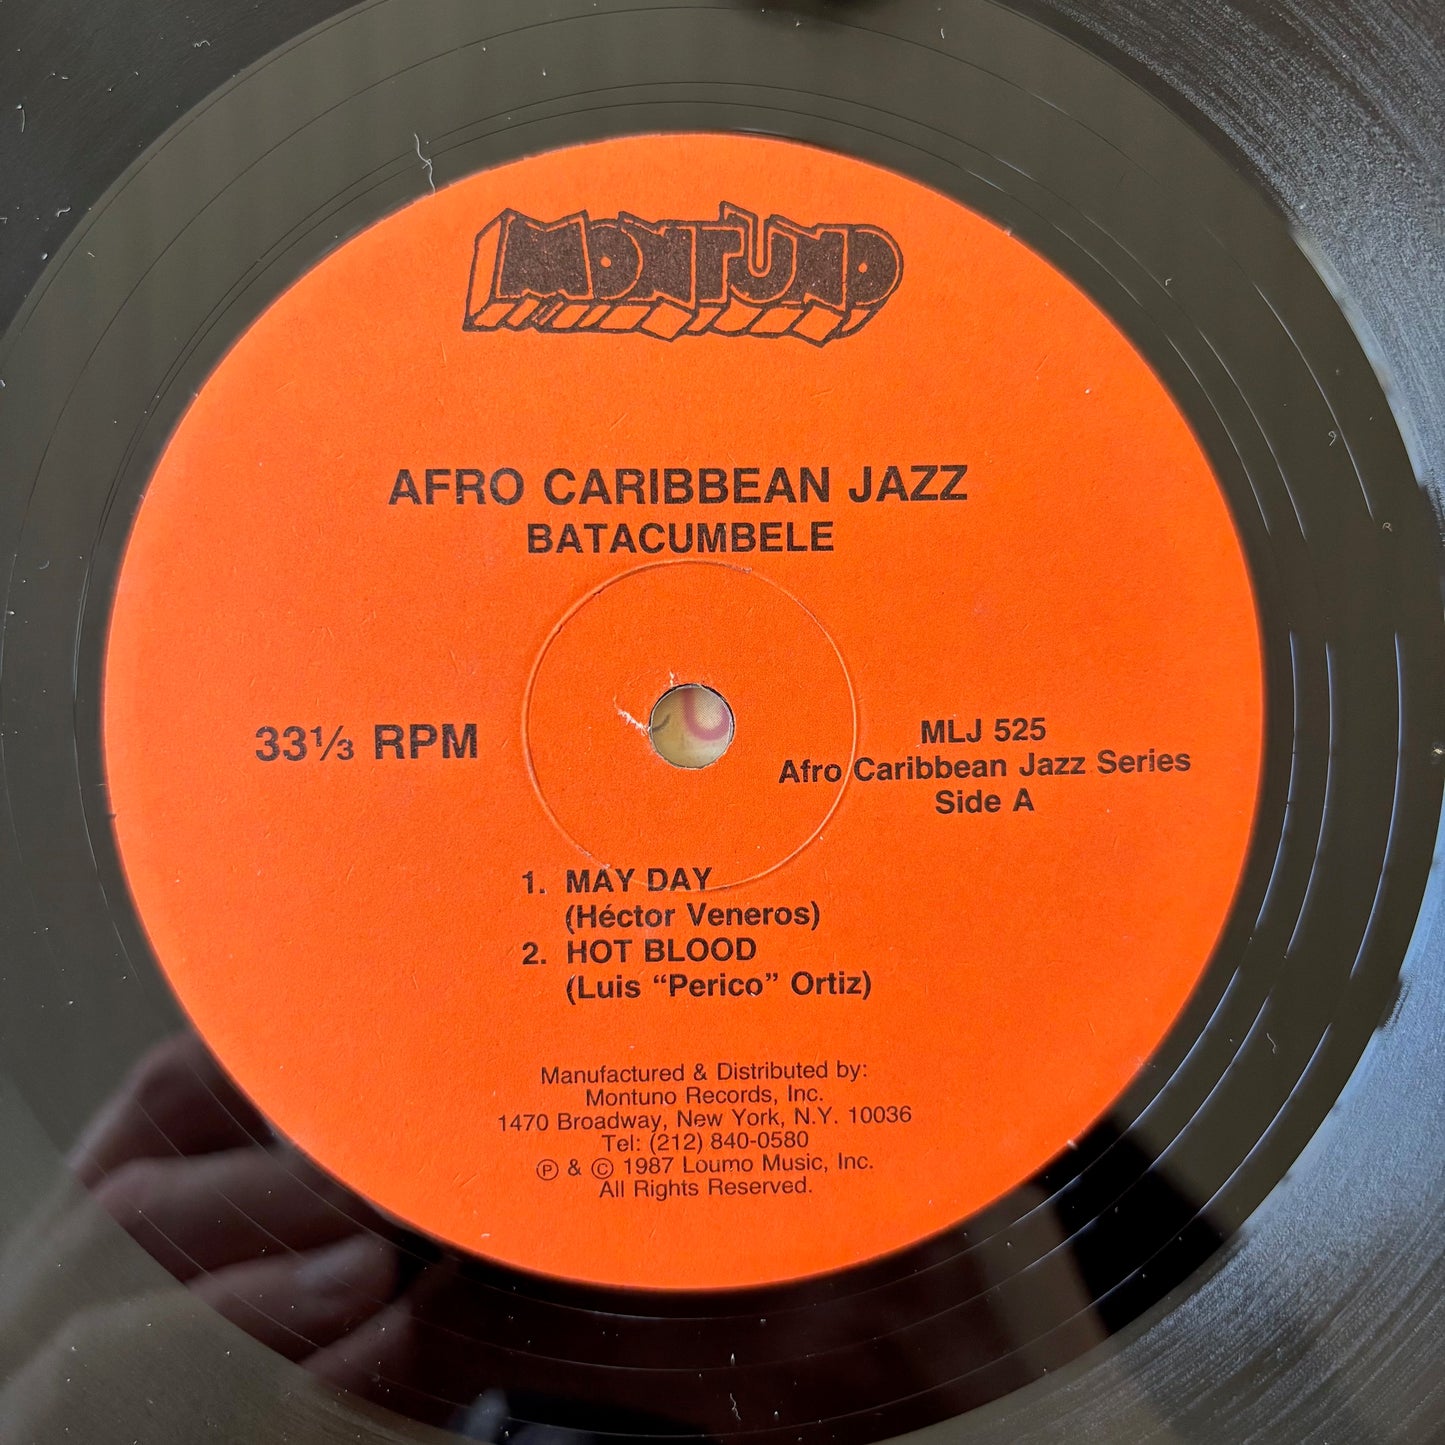 MONTUNO
AFRO CARIBBEAN JAZZ
BATACUMBELE
33⅓ RPM
MLJ 525
Afro Caribbean Jazz Series
Side A
1. MAY DAY
(Héctor Veneros)
2. HOT BLOOD
(Luis “Perico” Ortiz)
Manufactured & Distributed by:
Montuno Records, Inc.
1470 Broadway, New York, N.Y. 10036
Tel: (212) 840-0580
Ⓟ & © 1987 Loumo Music, Inc.
All Rights Reserved.